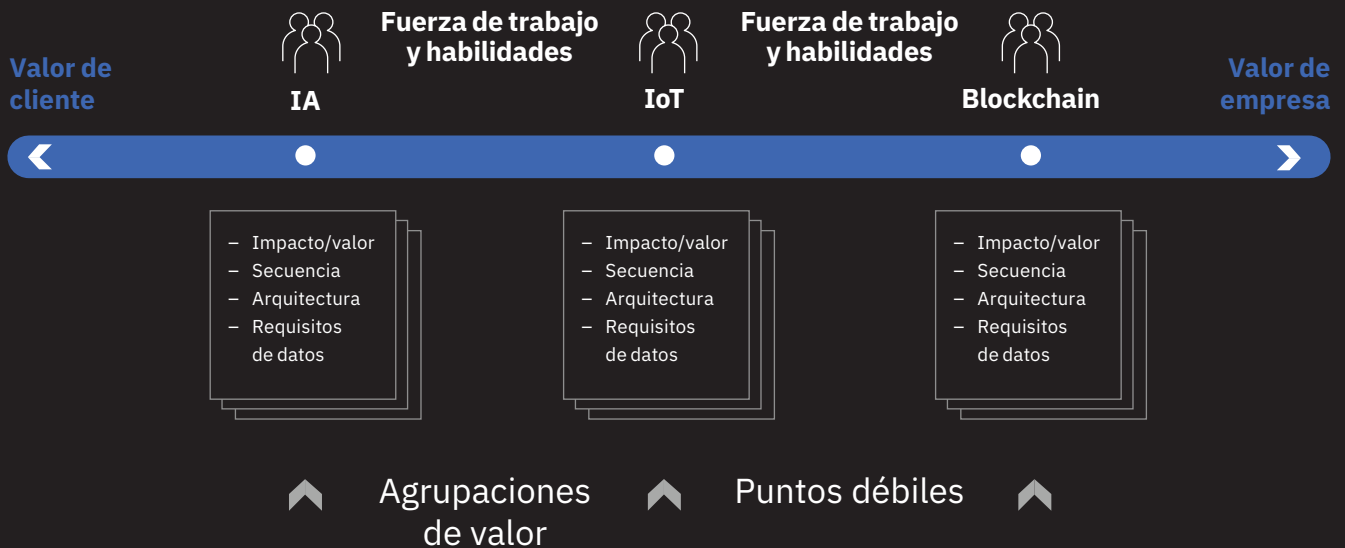 Fuerza de trabajo
y habilidades
Fuerza de trabajo
y habilidades
Valor de
cliente
IA
IoT
Blockchain
Valor de
empresa
– Impacto/valor
– Secuencia
– Arquitectura
– Requisitos
de datos
– Impacto/valor
– Secuencia
– Arquitectura
– Requisitos
de datos
– Impacto/valor
– Secuencia
– Arquitectura
– Requisitos
de datos
Agrupaciones
de valor
Puntos débiles